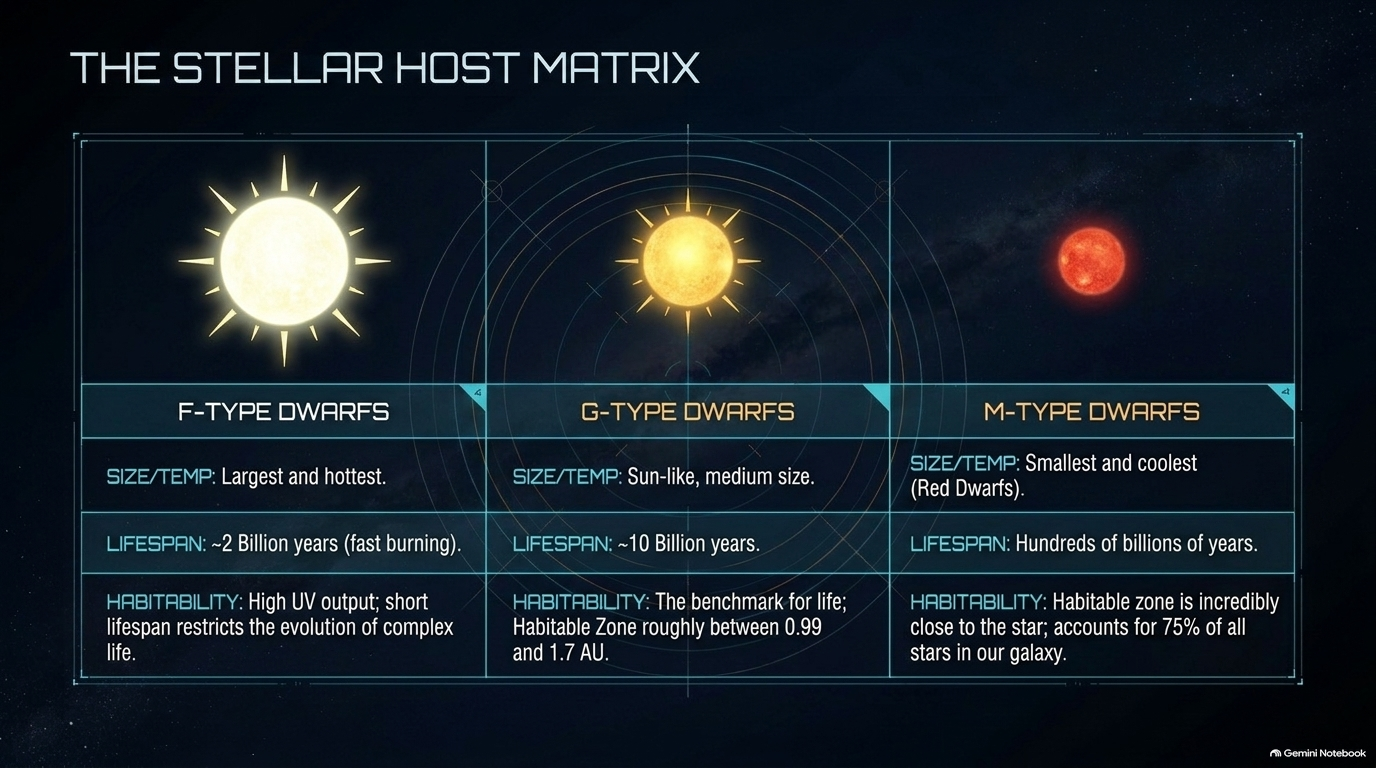 THE STELLAR HOST MATRIX
F-TYPE DWARFS
SIZE/TEMP: Largest and hottest.
LIFESPAN: ~2 Billion years (fast burning).
HABITABILITY: High UV output; short
lifespan restricts the evolution of complex
life.
G-TYPE DWARFS
SIZE/TEMP: Sun-like, medium size.
LIFESPAN: ~10 Billion years.
HABITABILITY: The benchmark for life;
Habitable Zone roughly between 0.99
and 1.7 AU.
M-TYPE DWARFS
SIZE/TEMP: Smallest and coolest
(Red Dwarfs).
LIFESPAN: Hundreds of billions of years.
HABITABILITY: Habitable zone is incredibly
close to the star; accounts for 75% of all
stars in our galaxy.
Gemini Notebook